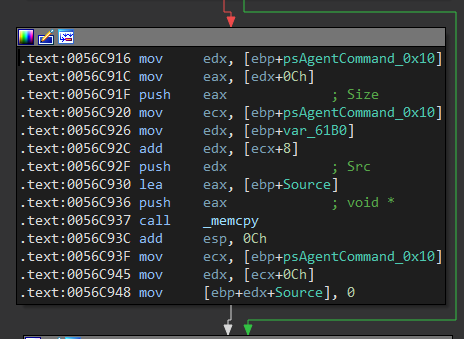 .text:0056C916 mov edx, [ebp+psAgentCommand_0x10]
.text:0056C91C mov eax, [edx+0Ch]
.text:0056C91F push eax ; Size
.text:0056C920 mov ecx, [ebp+psAgentCommand_0x10]
.text:0056C926 mov edx, [ebp+var_61B0]
.text:0056C92C add edx, [ecx+8]
.text:0056C92F push edx ; Src
.text:0056C930 lea eax, [ebp+Source]
.text:0056C936 push eax ; void *
.text:0056C937 call _memcpy
.text:0056C93C add esp, 0Ch
.text:0056C93F mov ecx, [ebp+psAgentCommand_0x10]
.text:0056C945 mov edx, [ecx+0Ch]
.text:0056C948 mov [ebp+edx+Source], 0